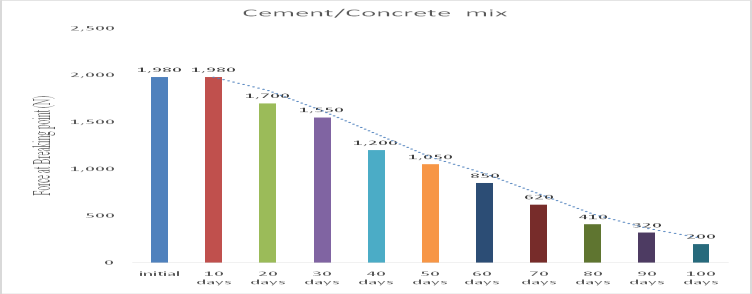 Cement/Concrete mix
Force at Breaking point (N)
2,500
2,000
1,500
1,000
500
0
1,980
1,980
1,700
1,550
1,200
1,050
850
620
410
320
200
initial
10 days
20 days
30 days
40 days
50 days
60 days
70 days
80 days
90 days
100 days